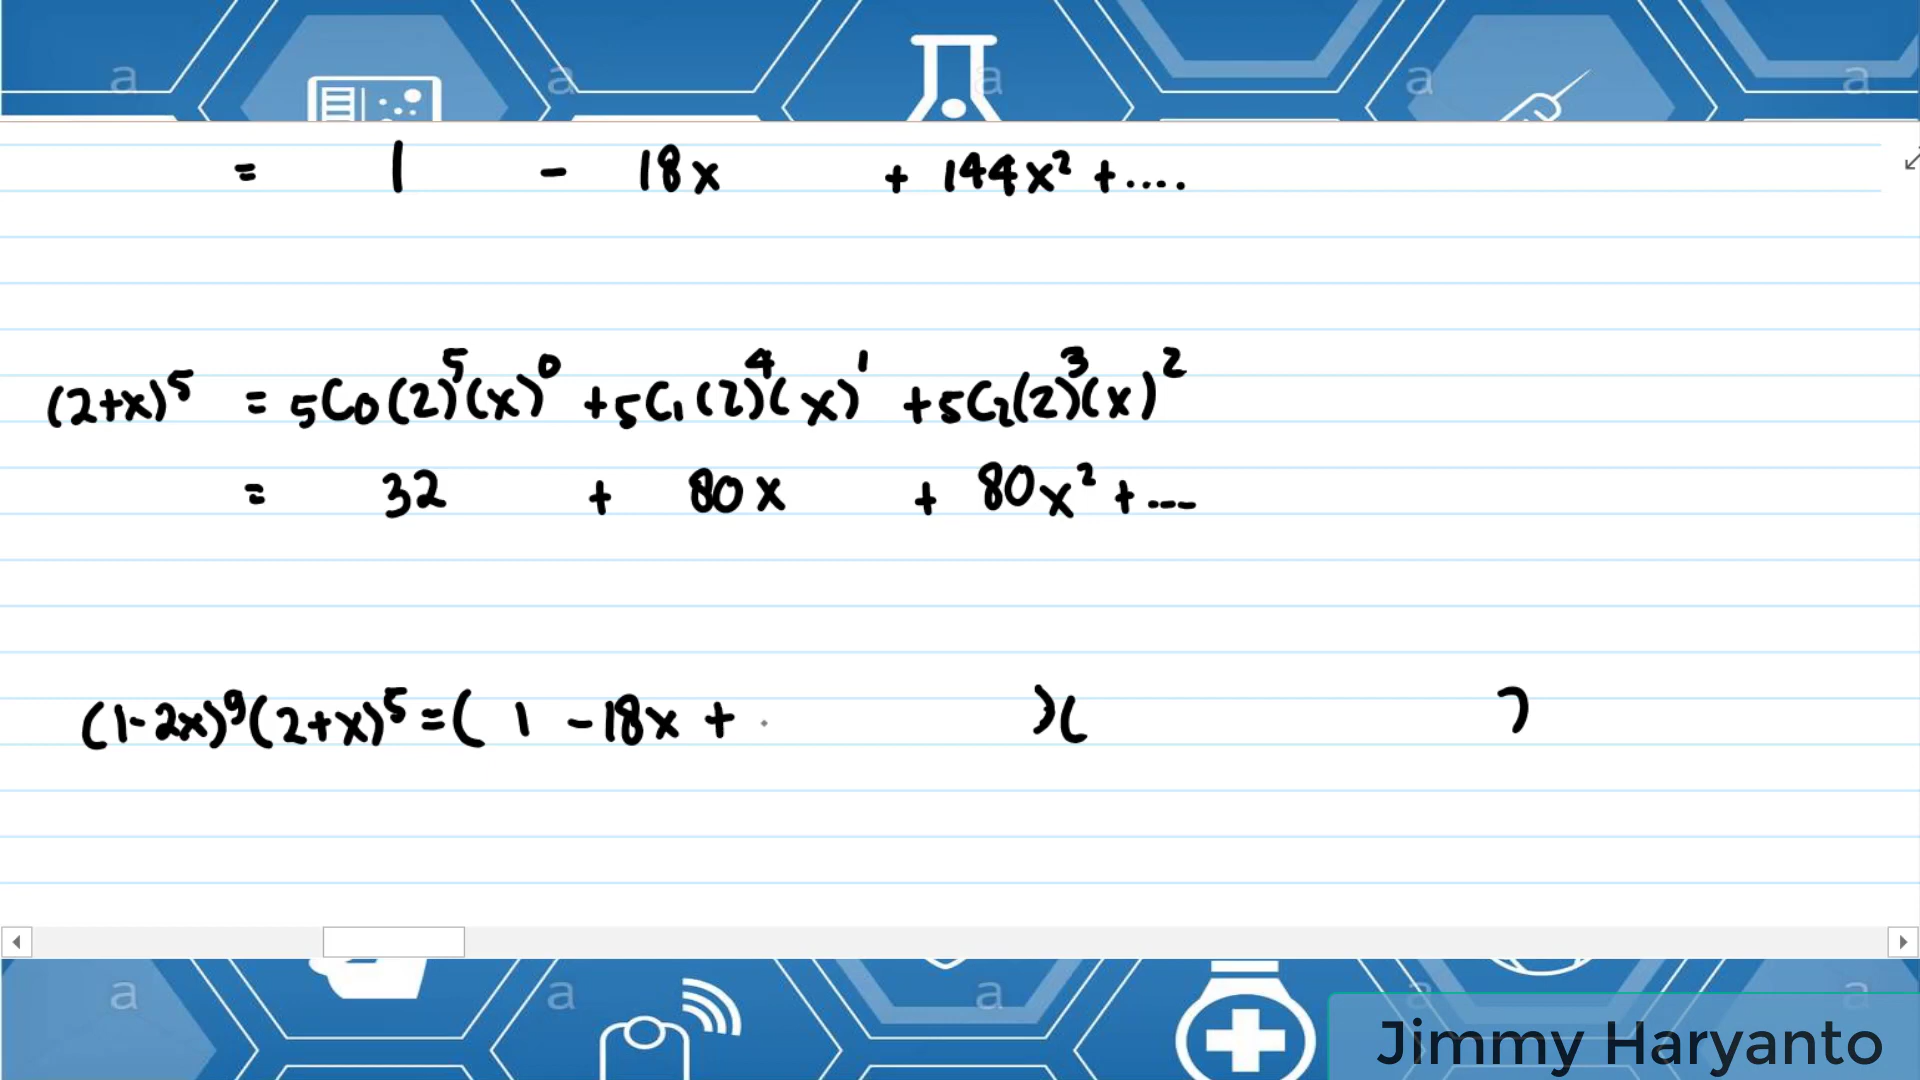 = 1 - 18x + 144x² + ....
(2+x)⁵ = 5C0(2)⁵(x)⁰ + 5C1(2)⁴(x)¹ + 5C2(2)³(x)²
= 32 + 80x + 80x² + ---
(1-2x)⁹(2+x)⁵ = ( 1 - 18x + )( )
a a a a a
a a a a a
Jimmy Haryanto